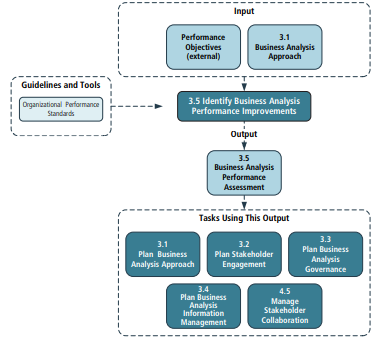 Input
Performance
Objectives
(external)
3.1
Business Analysis
Approach
Guidelines and Tools
Organizational Performance
Standards
3.5 Identify Business Analysis
Performance Improvements
Output
3.5
Business Analysis
Performance
Assessment
Tasks Using This Output
3.1
Plan Business
Analysis Approach
3.2
Plan Stakeholder
Engagement
3.3
Plan Business
Analysis
Governance
3.4
Plan Business
Analysis
Information
Management
4.5
Manage
Stakeholder
Collaboration